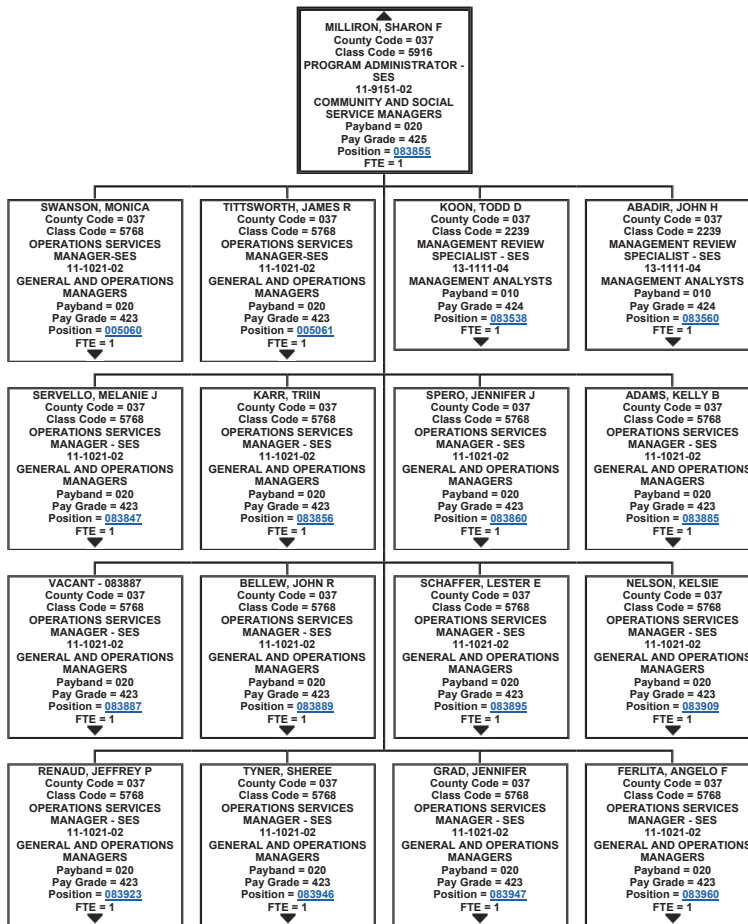 MILLIRON, SHARON F
County Code = 037
Class Code = 5916
PROGRAM ADMINISTRATOR -
SES
11-9151-02
COMMUNITY AND SOCIAL
SERVICE MANAGERS
Payband = 020
Pay Grade = 425
Position = 083855
FTE = 1
SWANSON, MONICA
County Code = 037
Class Code = 5768
OPERATIONS SERVICES
MANAGER-SES
11-1021-02
GENERAL AND OPERATIONS
MANAGERS
Payband = 020
Pay Grade = 423
Position = 005060
FTE = 1
TITTSWORTH, JAMES R
County Code = 037
Class Code = 5768
OPERATIONS SERVICES
MANAGER-SES
11-1021-02
GENERAL AND OPERATIONS
MANAGERS
Payband = 020
Pay Grade = 423
Position = 005061
FTE = 1
KOON, TODD D
County Code = 037
Class Code = 2239
MANAGEMENT REVIEW
SPECIALIST - SES
13-1111-04
MANAGEMENT ANALYSTS
Payband = 010
Pay Grade = 424
Position = 083538
FTE = 1
ABADIR, JOHN H
County Code = 037
Class Code = 2239
MANAGEMENT REVIEW
SPECIALIST - SES
13-1111-04
MANAGEMENT ANALYSTS
Payband = 010
Pay Grade = 424
Position = 083560
FTE = 1
SERVELLO, MELANIE J
County Code = 037
Class Code = 5768
OPERATIONS SERVICES
MANAGER - SES
11-1021-02
GENERAL AND OPERATIONS
MANAGERS
Payband = 020
Pay Grade = 423
Position = 083847
FTE = 1
KARR, TRIIN
County Code = 037
Class Code = 5768
OPERATIONS SERVICES
MANAGER - SES
11-1021-02
GENERAL AND OPERATIONS
MANAGERS
Payband = 020
Pay Grade = 423
Position = 083856
FTE = 1
SPERO, JENNIFER J
County Code = 037
Class Code = 5768
OPERATIONS SERVICES
MANAGER - SES
11-1021-02
GENERAL AND OPERATIONS
MANAGERS
Payband = 020
Pay Grade = 423
Position = 083860
FTE = 1
ADAMS, KELLY B
County Code = 037
Class Code = 5768
OPERATIONS SERVICES
MANAGER - SES
11-1021-02
GENERAL AND OPERATIONS
MANAGERS
Payband = 020
Pay Grade = 423
Position = 083885
FTE = 1
VACANT - 083887
County Code = 037
Class Code = 5768
OPERATIONS SERVICES
MANAGER - SES
11-1021-02
GENERAL AND OPERATIONS
MANAGERS
Payband = 020
Pay Grade = 423
Position = 083887
FTE = 1
BELLEW, JOHN R
County Code = 037
Class Code = 5768
OPERATIONS SERVICES
MANAGER - SES
11-1021-02
GENERAL AND OPERATIONS
MANAGERS
Payband = 020
Pay Grade = 423
Position = 083889
FTE = 1
SCHAFFER, LESTER E
County Code = 037
Class Code = 5768
OPERATIONS SERVICES
MANAGER - SES
11-1021-02
GENERAL AND OPERATIONS
MANAGERS
Payband = 020
Pay Grade = 423
Position = 083895
FTE = 1
NELSON, KELSIE
County Code = 037
Class Code = 5768
OPERATIONS SERVICES
MANAGER - SES
11-1021-02
GENERAL AND OPERATIONS
MANAGERS
Payband = 020
Pay Grade = 423
Position = 083909
FTE = 1
RENAUD, JEFFREY P
County Code = 037
Class Code = 5768
OPERATIONS SERVICES
MANAGER - SES
11-1021-02
GENERAL AND OPERATIONS
MANAGERS
Payband = 020
Pay Grade = 423
Position = 083923
FTE = 1
TYNER, SHEREE
County Code = 037
Class Code = 5768
OPERATIONS SERVICES
MANAGER - SES
11-1021-02
GENERAL AND OPERATIONS
MANAGERS
Payband = 020
Pay Grade = 423
Position = 083946
FTE = 1
GRAD, JENNIFER
County Code = 037
Class Code = 5768
OPERATIONS SERVICES
MANAGER - SES
11-1021-02
GENERAL AND OPERATIONS
MANAGERS
Payband = 020
Pay Grade = 423
Position = 083947
FTE = 1
FERLITA, ANGELO F
County Code = 037
Class Code = 5768
OPERATIONS SERVICES
MANAGER - SES
11-1021-02
GENERAL AND OPERATIONS
MANAGERS
Payband = 020
Pay Grade = 423
Position = 083960
FTE = 1